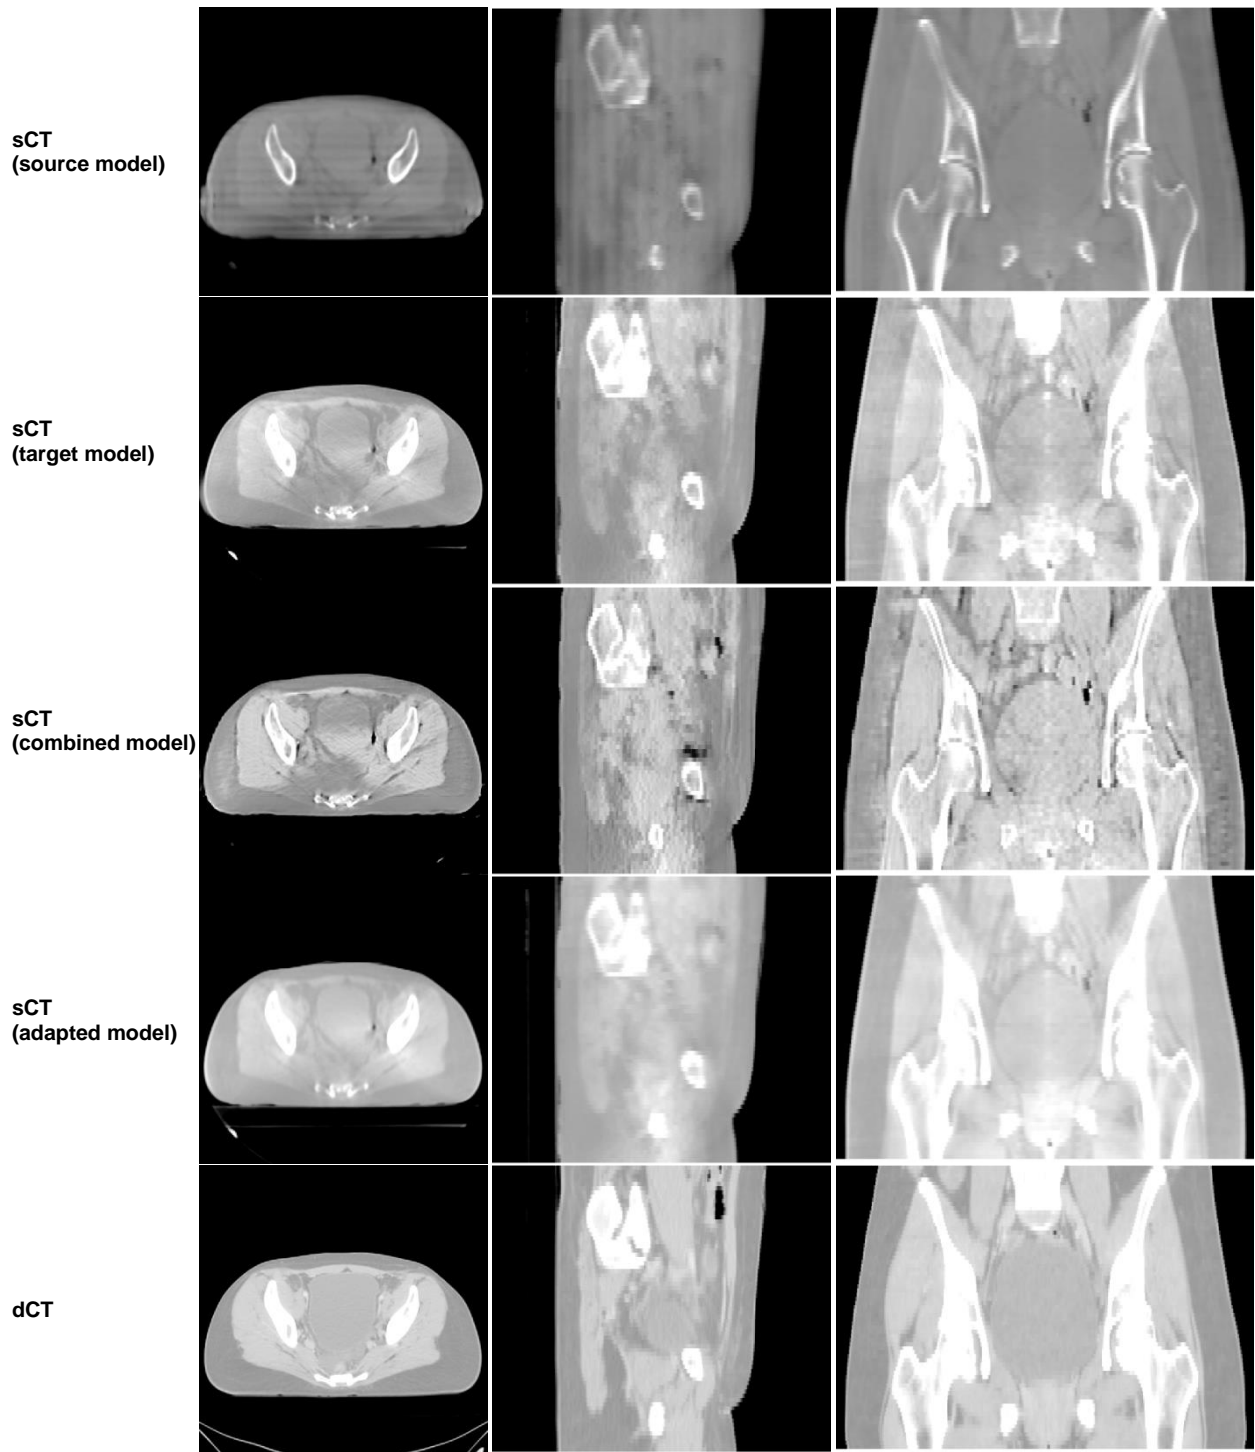 sCT
(source model)
sCT
(target model)
sCT
(combined model)
sCT
(adapted model)
dCT